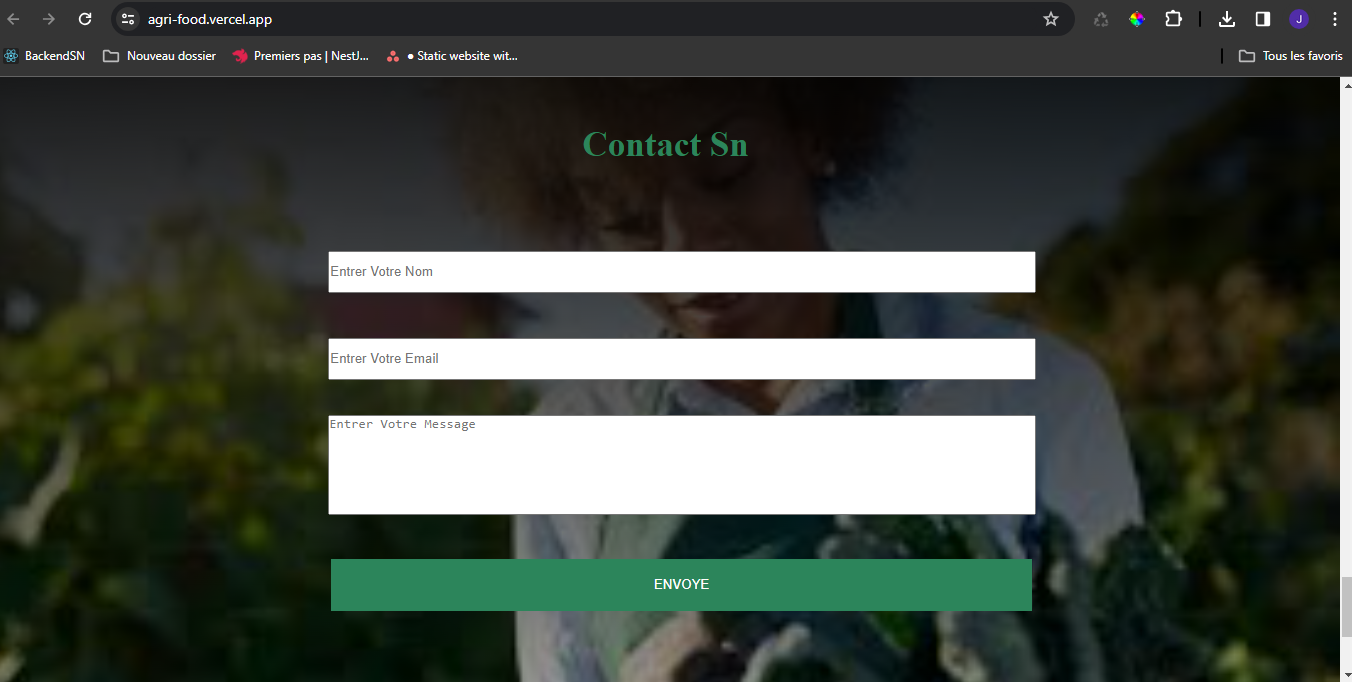 agri-food.vercel.app
J
BackendSN
Nouveau dossier
Premiers pas | NestJ...
● Static website wit...
Tous les favoris
Contact Sn
Entrer Votre Nom
Entrer Votre Email
Entrer Votre Message
ENVOYE